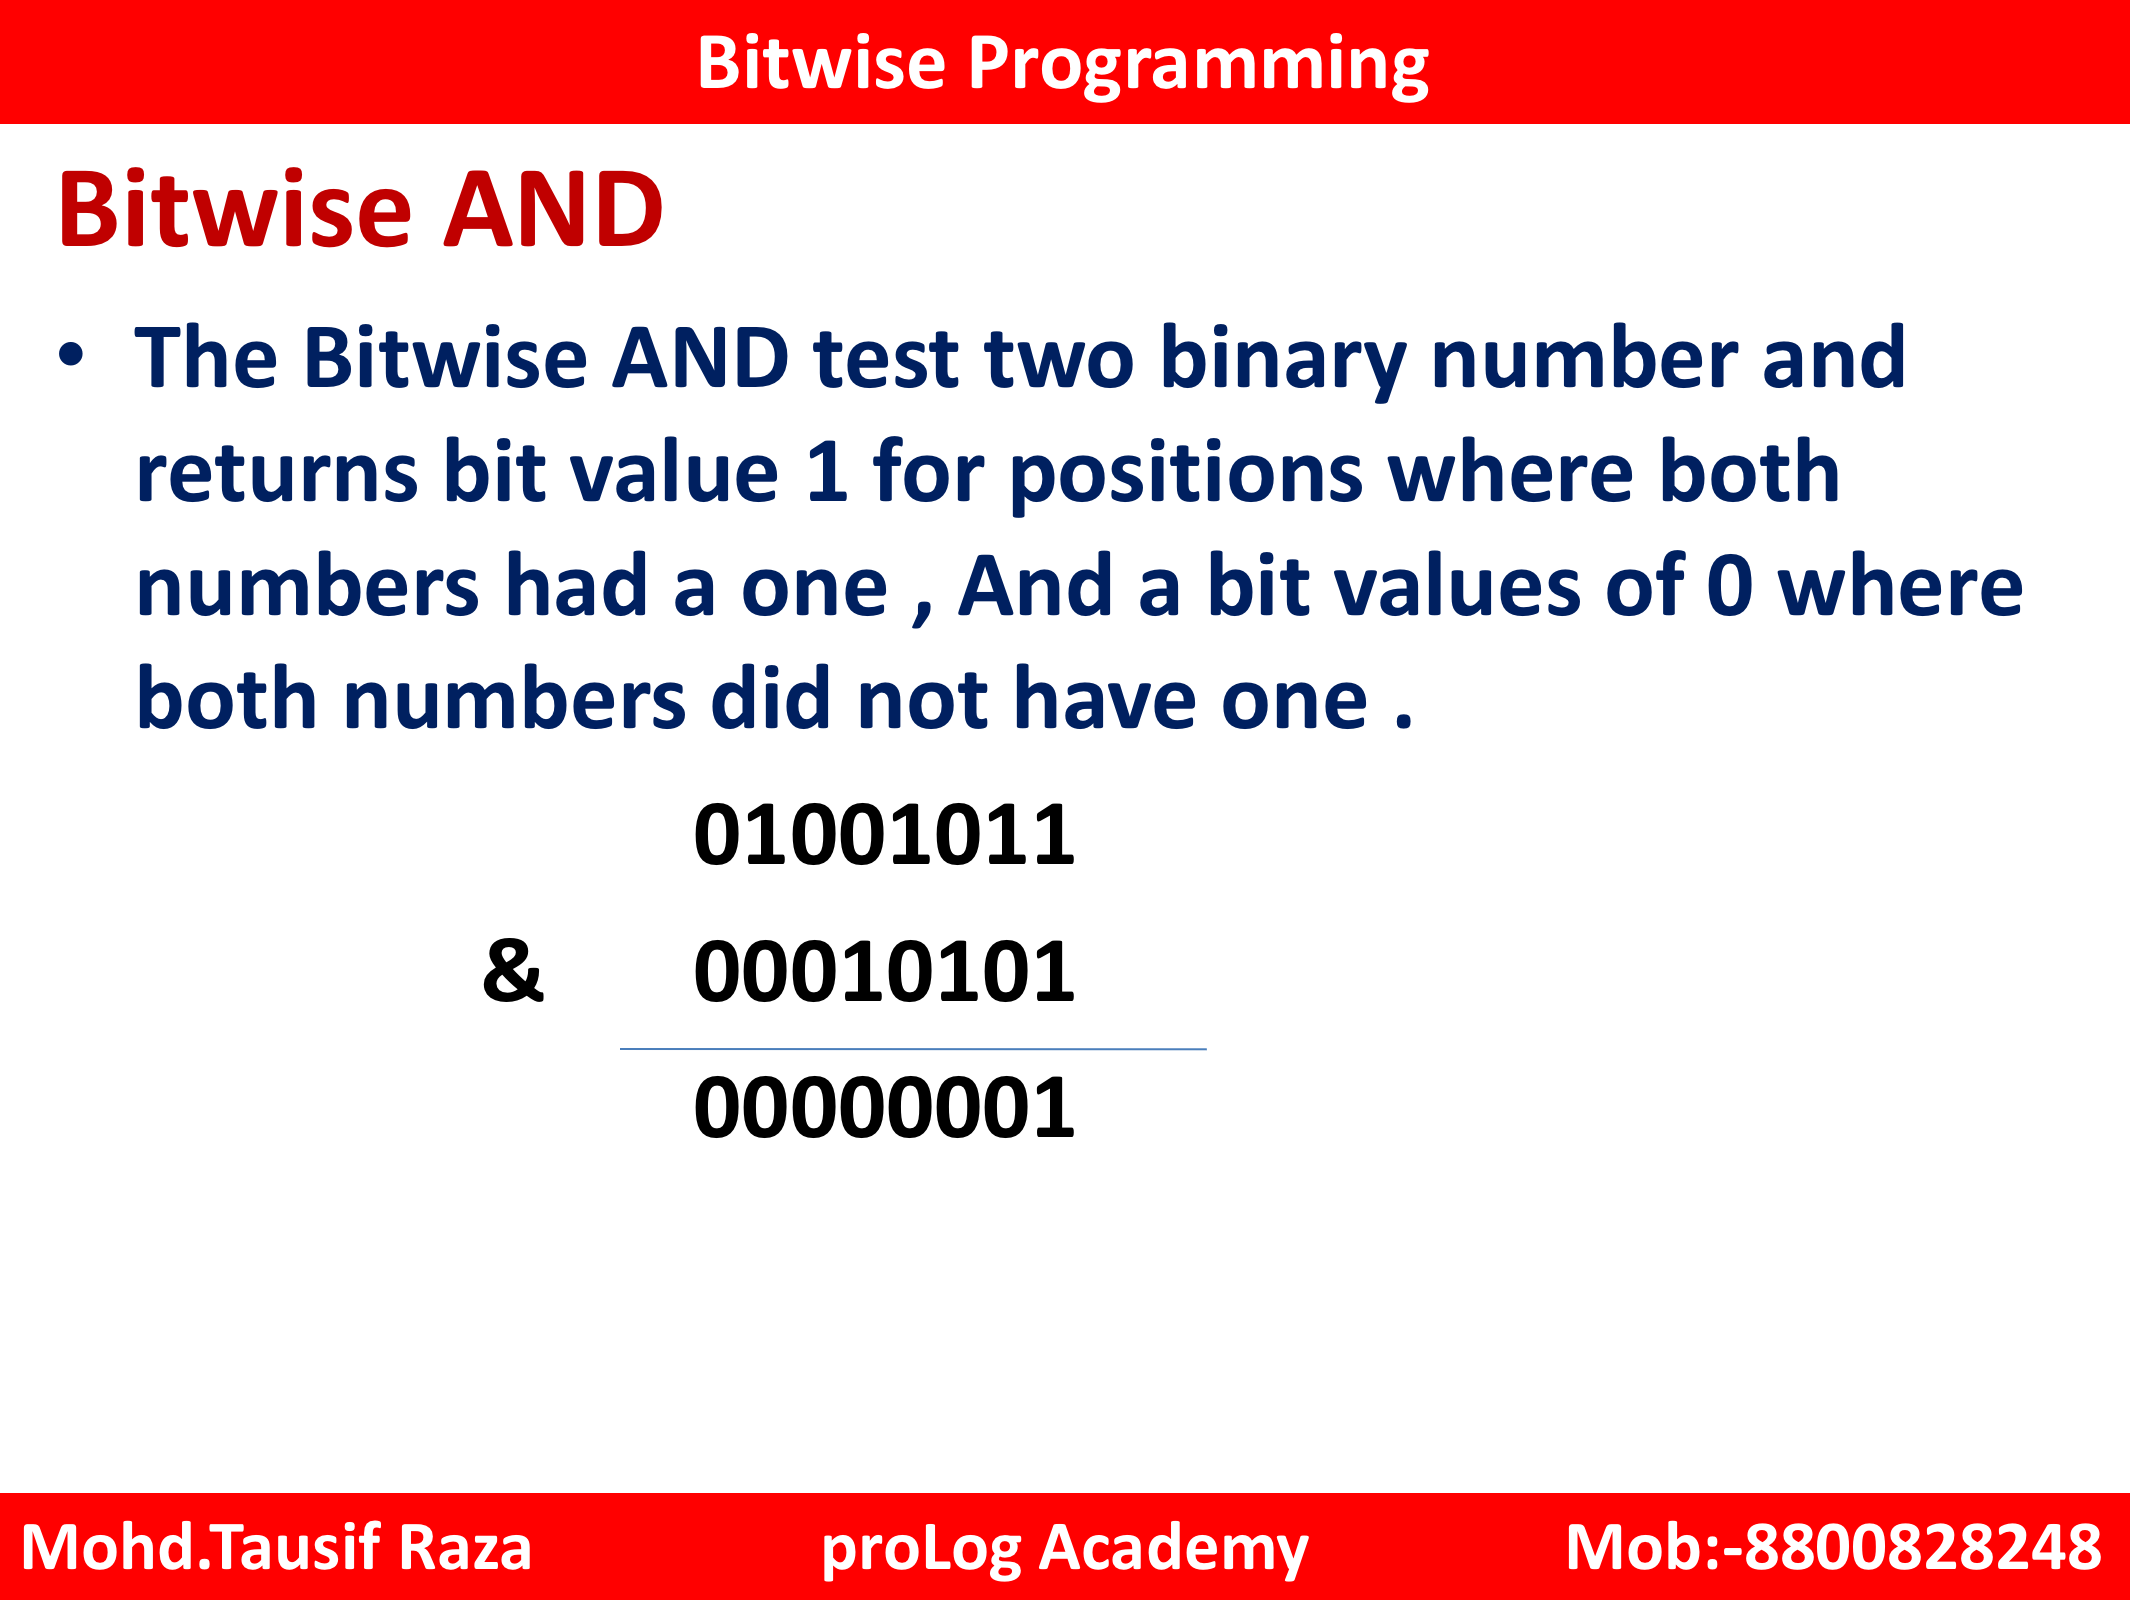 Bitwise Programming
Bitwise AND
• The Bitwise AND test two binary number and
returns bit value 1 for positions where both
numbers had a one , And a bit values of 0 where
both numbers did not have one .
01001011
& 00010101
00000001
Mohd.Tausif Raza proLog Academy Mob:-8800828248